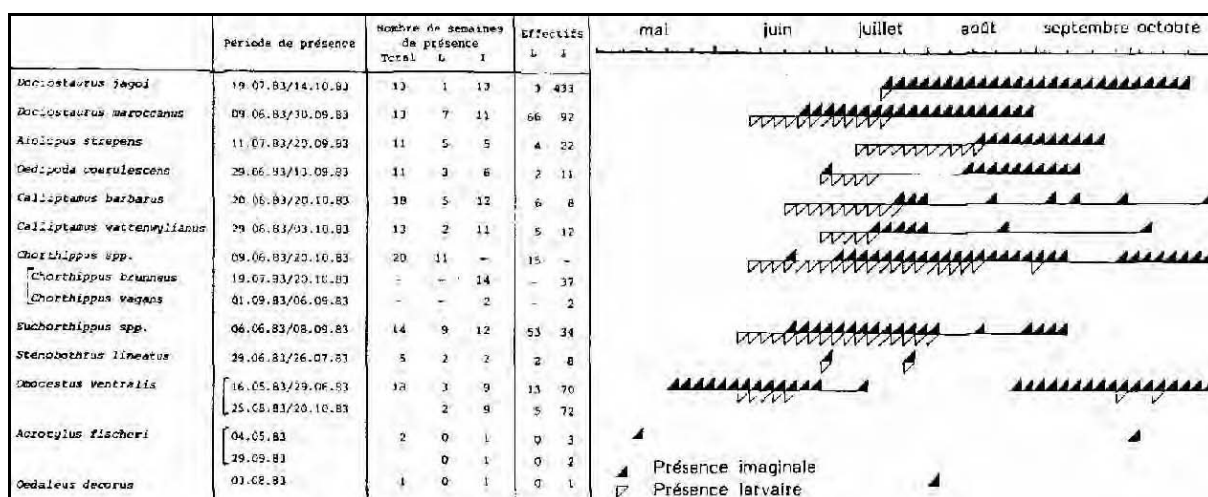 Nombre de semaines Effectifs mai juin juillet août septembre octobre
Période de présence de présence L I
Total L I
Dociostaurus jagoi 19.07.83/14.10.83 13 1 13 3 433
Dociostaurus maroccanus 09.06.83/30.09.83 13 7 11 66 92
Aiolopus strepens 11.07.83/20.09.83 11 5 5 4 22
Oedipoda coerulescens 29.06.83/13.09.83 11 3 6 2 11
Calliptamus barbarus 20.06.83/20.10.83 18 5 12 6 8
Calliptamus wattenwylianus 29.06.83/03.10.83 13 2 11 5 12
Chorthippus spp. 09.06.83/20.10.83 20 11 - 15 -
Chorthippus brunneus 19.07.83/20.10.83 - - 14 - 37
Chorthippus vagans 01.09.83/06.09.83 - - 2 - 2
Euchorthippus spp. 06.06.83/08.09.83 14 9 12 53 34
Stenobothrus lineatus 29.06.83/26.07.83 5 2 2 2 8
Omocestus ventralis 16.05.83/29.06.83 18 3 9 13 70
25.08.83/20.10.83 2 9 5 72
Acrotylus fischeri 04.05.83 2 0 1 0 3
29.09.83 0 1 0 2
Oedaleus decorus 03.08.83 1 0 1 0 1
Présence imaginale
Présence larvaire